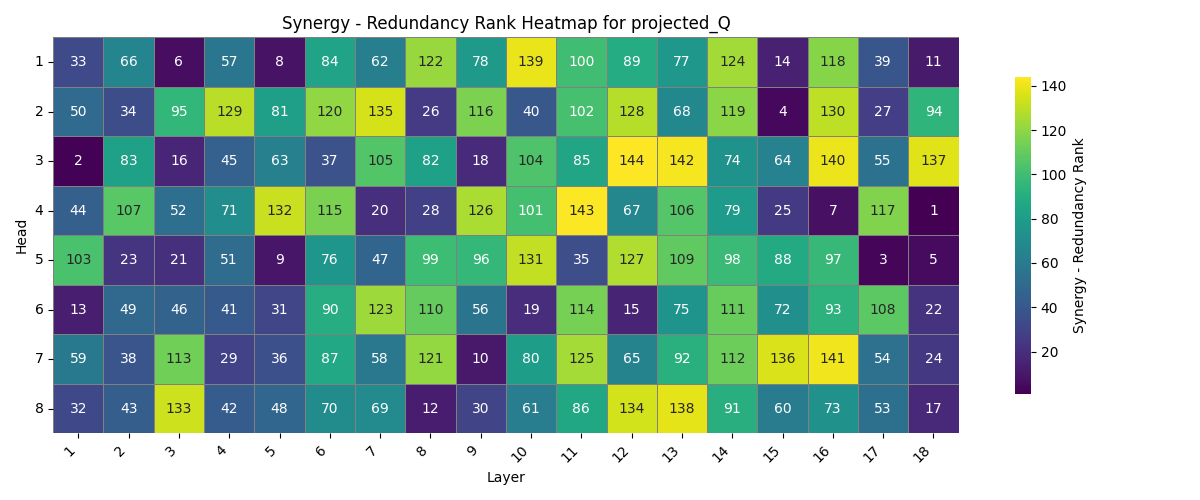 Synergy - Redundancy Rank Heatmap for projected_Q
1 33 66 6 57 8 84 62 122 78 139 100 89 77 124 14 118 39 11
2 50 34 95 129 81 120 135 26 116 40 102 128 68 119 4 130 27 94
3 2 83 16 45 63 37 105 82 18 104 85 144 142 74 64 140 55 137
4 44 107 52 71 132 115 20 28 126 101 143 67 106 79 25 7 117 1
5 103 23 21 51 9 76 47 99 96 131 35 127 109 98 88 97 3 5
6 13 49 46 41 31 90 123 110 56 19 114 15 75 111 72 93 108 22
7 59 38 113 29 36 87 58 121 10 80 125 65 92 112 136 141 54 24
8 32 43 133 42 48 70 69 12 30 61 86 134 138 91 60 73 53 17
1 2 3 4 5 6 7 8 9 10 11 12 13 14 15 16 17 18
Layer
Head
140
120
100
80
60
40
20
Synergy - Redundancy Rank